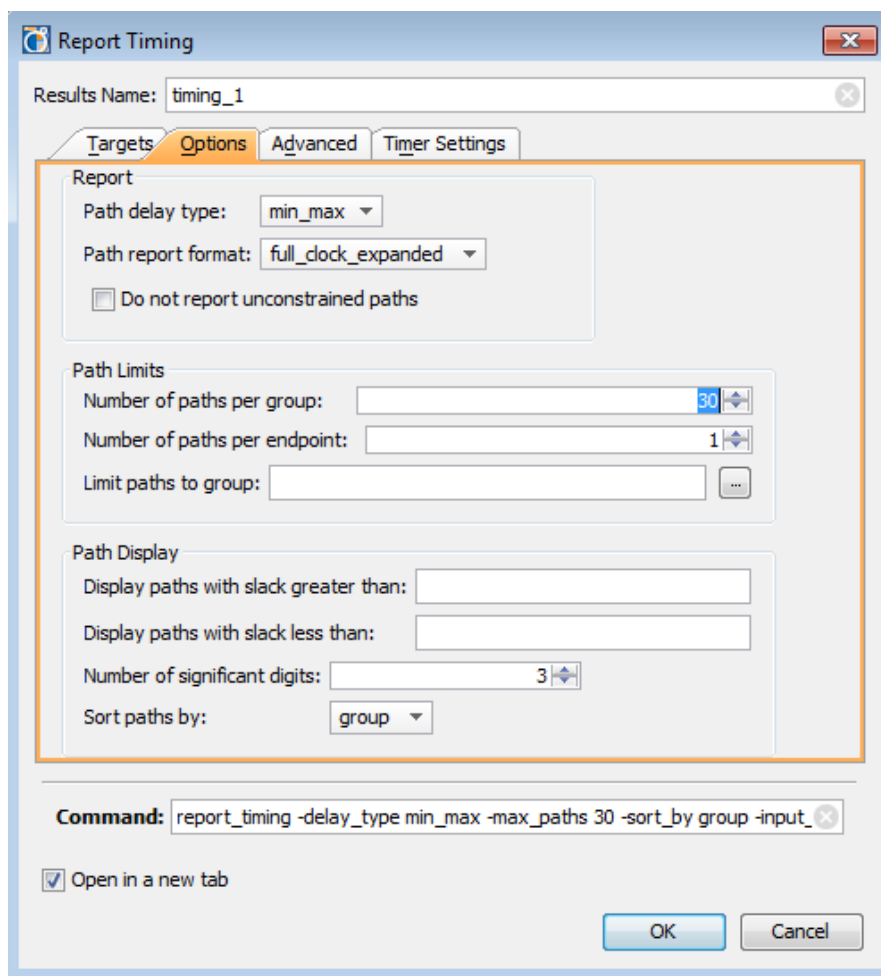 Report Timing
Results Name: timing_1
Targets Options Advanced Timer Settings
Report
Path delay type: min_max
Path report format: full_clock_expanded
Do not report unconstrained paths
Path Limits
Number of paths per group: 30
Number of paths per endpoint: 1
Limit paths to group: ...
Path Display
Display paths with slack greater than:
Display paths with slack less than:
Number of significant digits: 3
Sort paths by: group
Command: report_timing -delay_type min_max -max_paths 30 -sort_by group -input_
Open in a new tab
OK Cancel